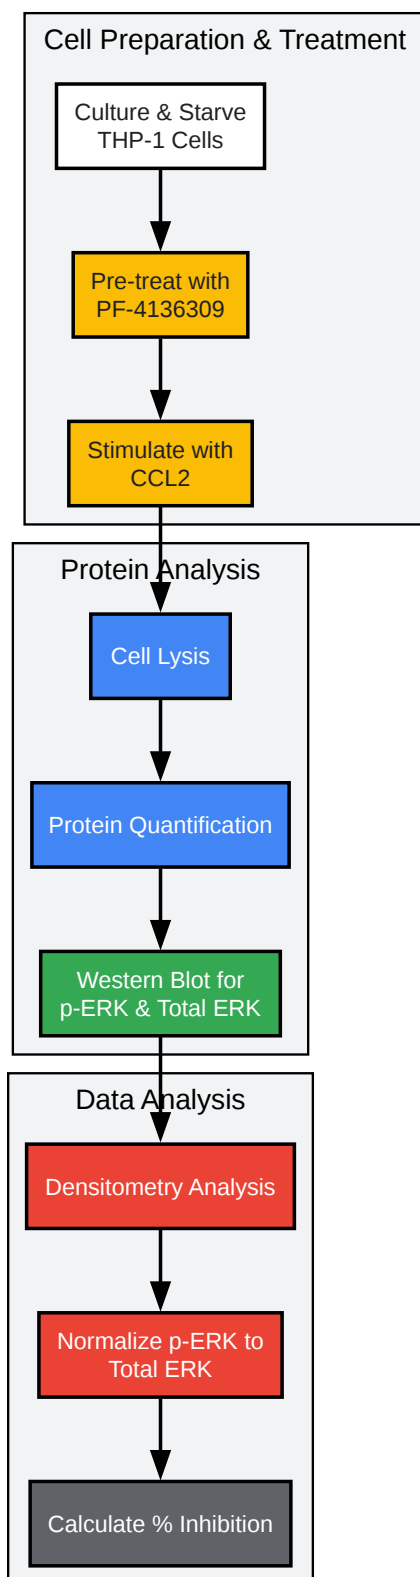 Cell Preparation & Treatment
Culture & Starve
THP-1 Cells
Pre-treat with
PF-4136309
Stimulate with
CCL2
Protein Analysis
Cell Lysis
Protein Quantification
Western Blot for
p-ERK & Total ERK
Data Analysis
Densitometry Analysis
Normalize p-ERK to
Total ERK
Calculate % Inhibition